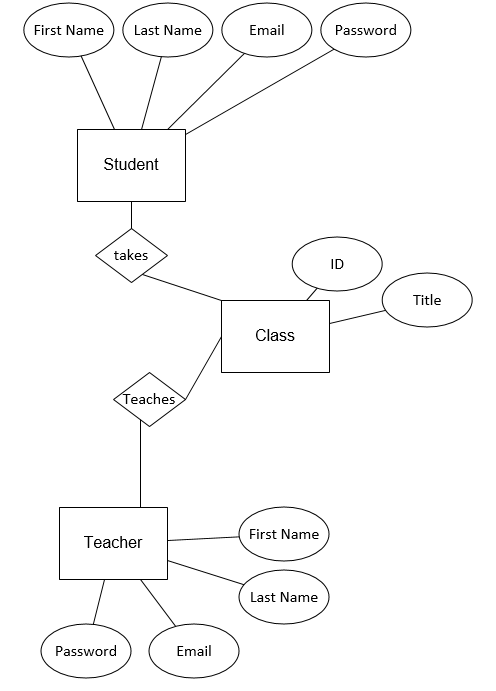 First Name
Last Name
Email
Password
Student
takes
ID
Title
Class
Teaches
First Name
Teacher
Last Name
Password
Email